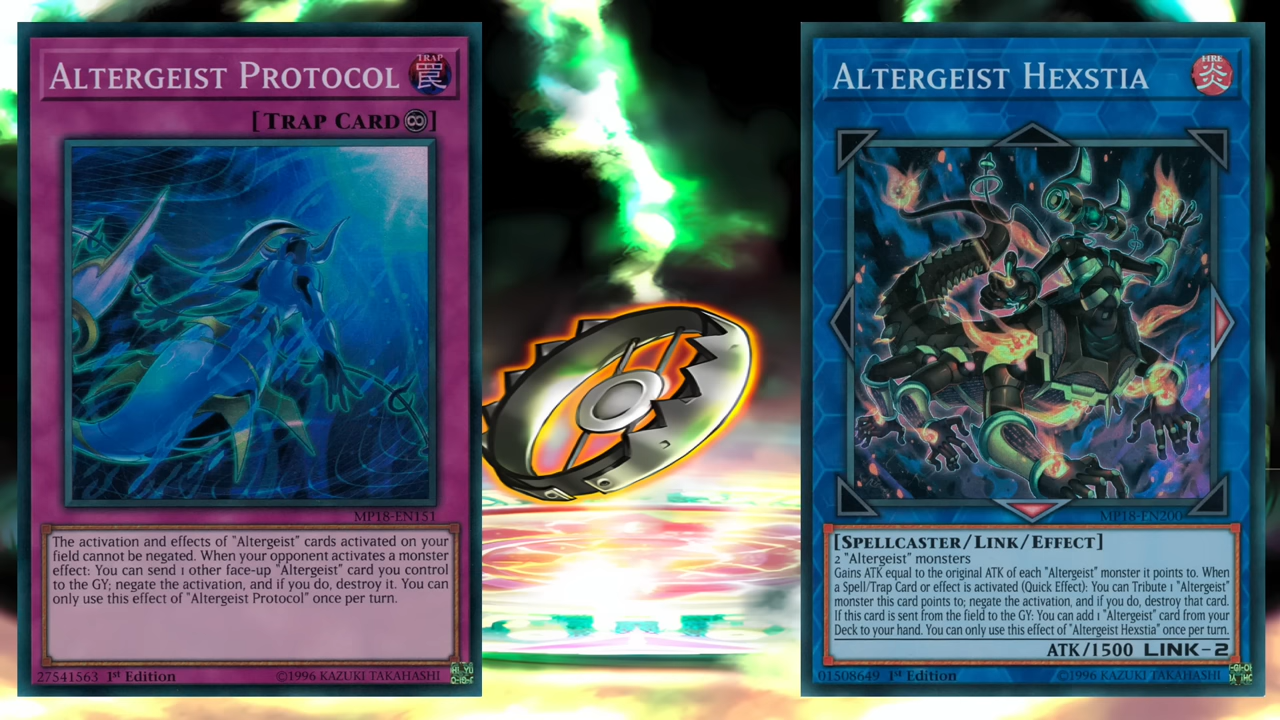 ALTERGEIST PROTOCOL
TRAP
罠
[TRAP CARD]
MP18-EN151
The activation and effects of "Altergeist" cards activated on your
field cannot be negated. When your opponent activates a monster
effect: You can send 1 other face-up "Altergeist" card you control
to the GY; negate the activation, and if you do, destroy it. You can
only use this effect of "Altergeist Protocol" once per turn.
27541563 1st Edition ©1996 KAZUKI TAKAHASHI
ALTERGEIST HEXSTIA
炎
MP18-EN200
[SPELLCASTER/LINK/EFFECT]
2 "Altergeist" monsters
Gains ATK equal to the original ATK of each "Altergeist" monster it points to. When
a Spell/Trap Card or effect is activated (Quick Effect): You can Tribute 1 "Altergeist"
monster this card points to; negate the activation, and if you do, destroy that card.
If this card is sent from the field to the GY: You can add 1 "Altergeist" card from your
Deck to your hand. You can only use this effect of "Altergeist Hexstia" once per turn.
ATK/1500 LINK-2
01508649 1st Edition ©1996 KAZUKI TAKAHASHI